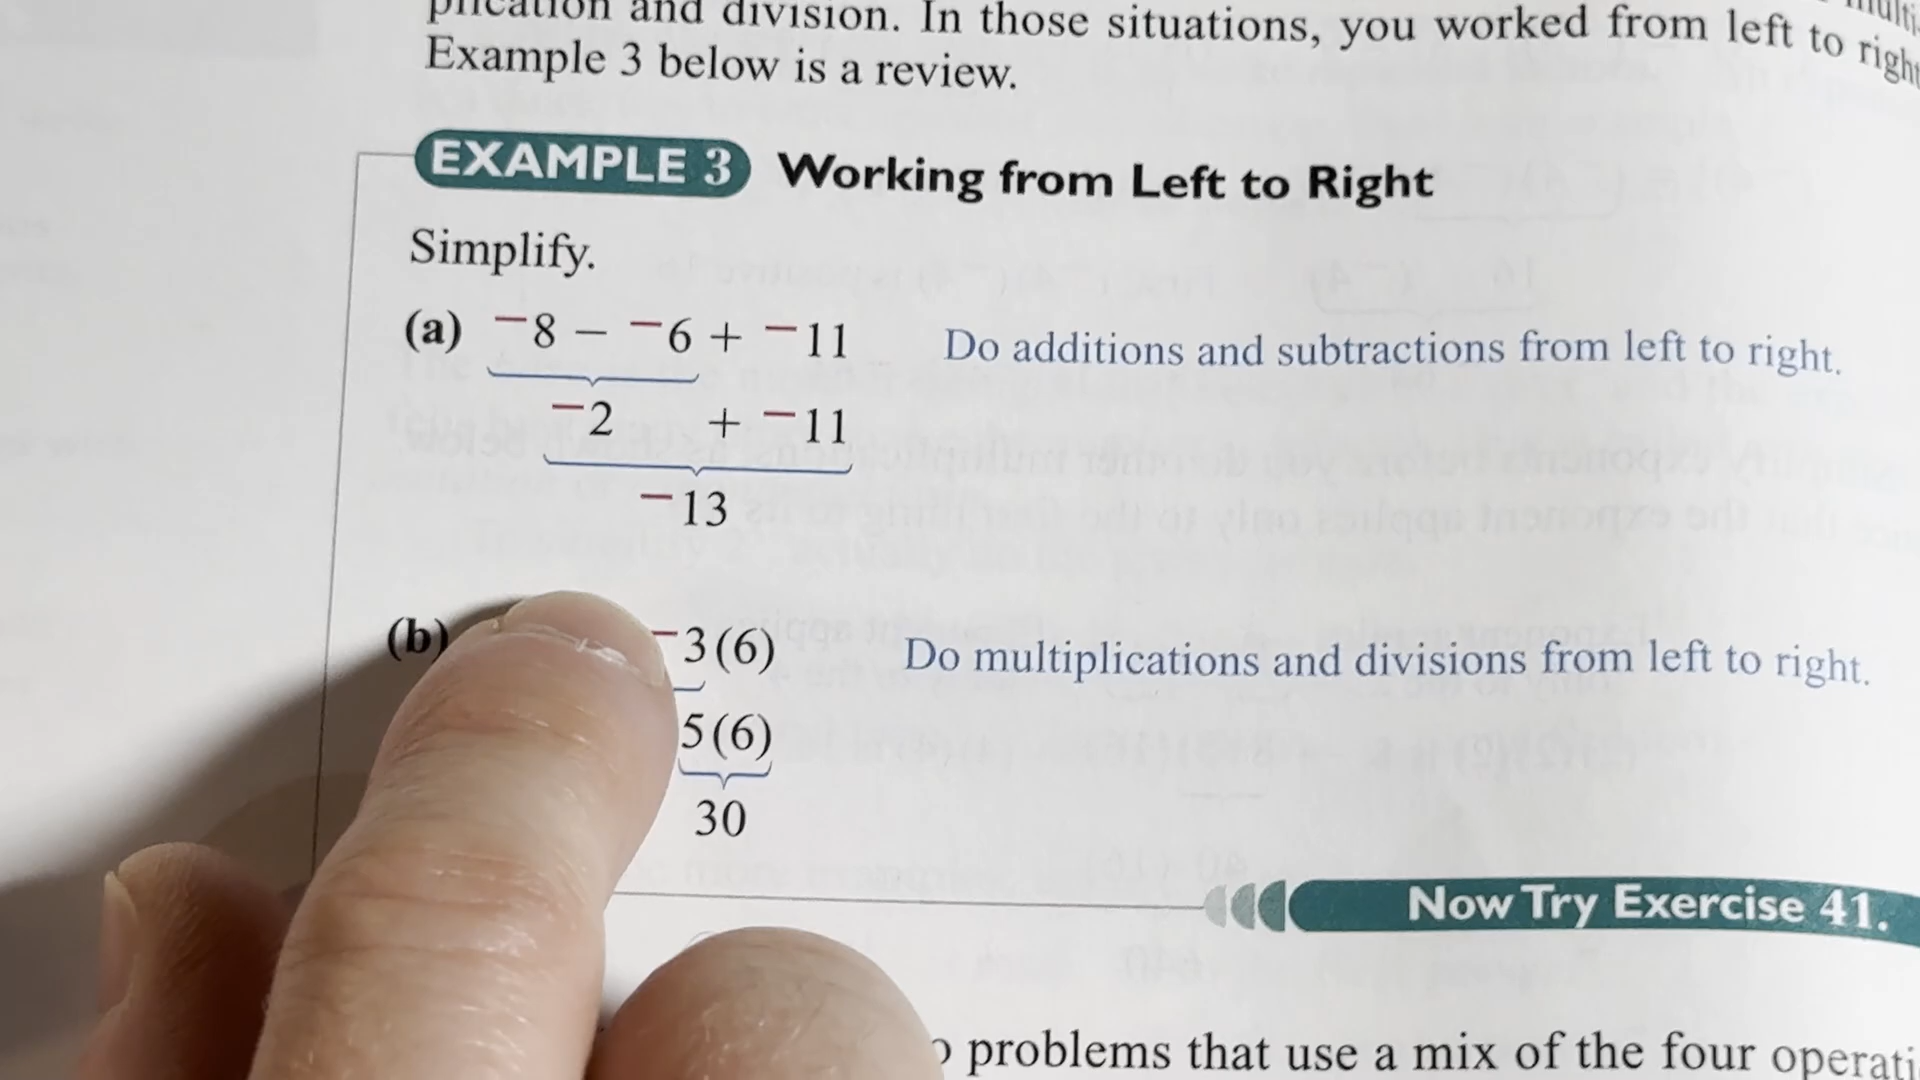 plication and division. In those situations, you worked from left to right
Example 3 below is a review.
EXAMPLE 3 Working from Left to Right
Simplify.
(a) ⁻8 − ⁻6 + ⁻11 Do additions and subtractions from left to right.
⁻2 + ⁻11
⁻13
(b) ⁻3(6) Do multiplications and divisions from left to right.
5(6)
30
Now Try Exercise 41.
problems that use a mix of the four operati